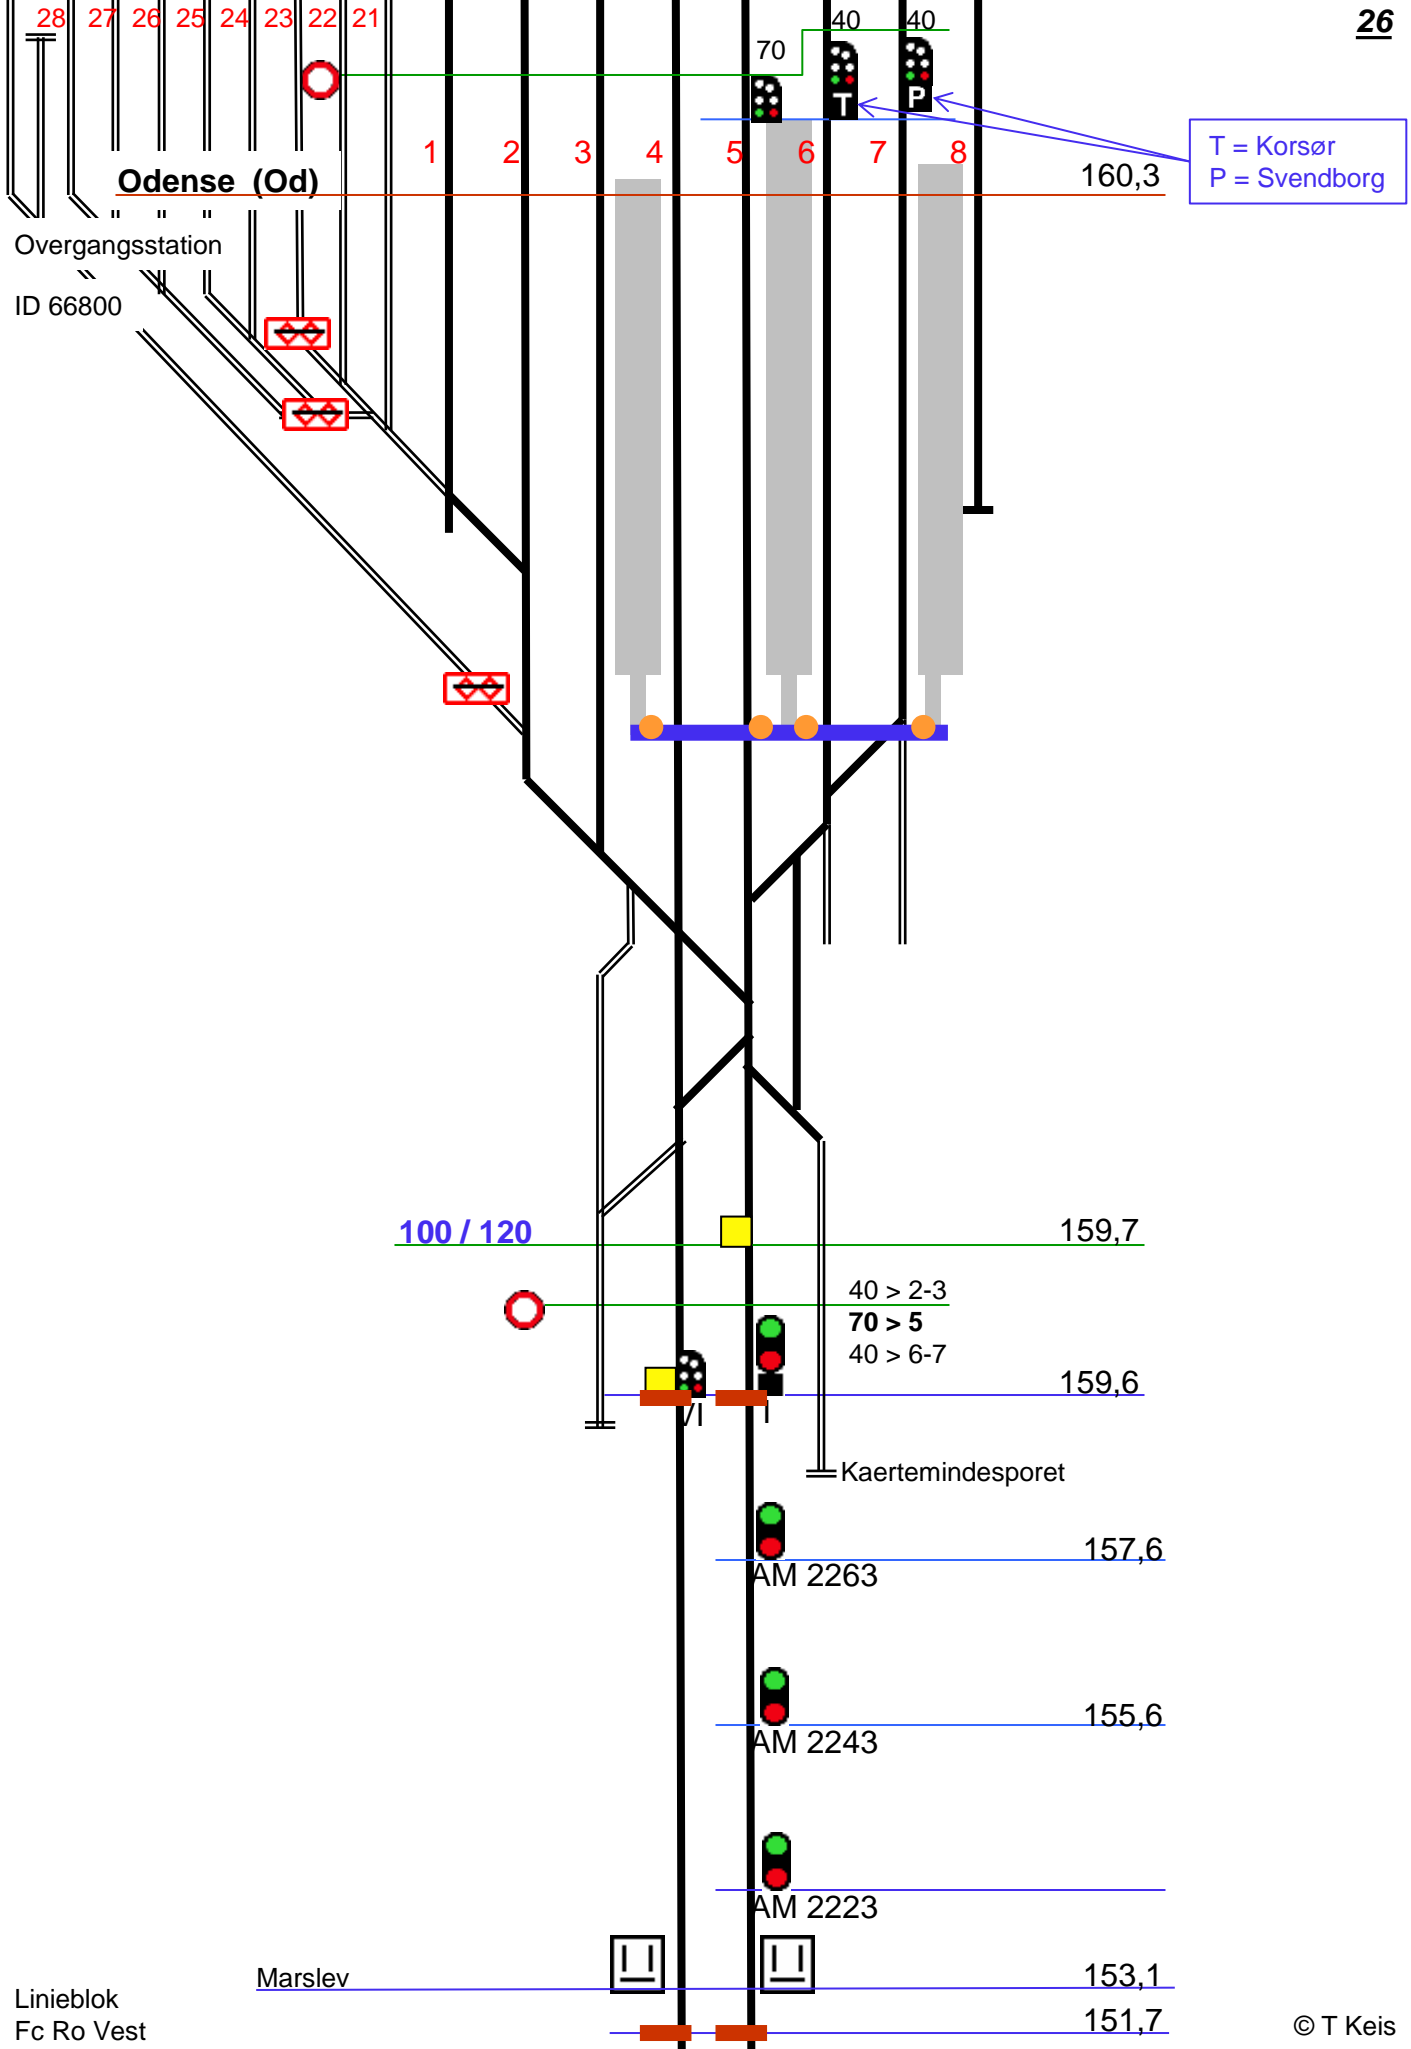 28 27 26 25 24 23 22 21
40 40
26
70
T P
T = Korsør
P = Svendborg
1 2 3 4 5 6 7 8
160,3
Odense (Od)
Overgangsstation
ID 66800
100 / 120
159,7
40 > 2-3
70 > 5
40 > 6-7
159,6
VI I
Kaertemindesporet
157,6
AM 2263
155,6
AM 2243
AM 2223
Marslev
153,1
Linieblok
Fc Ro Vest
151,7
© T Keis